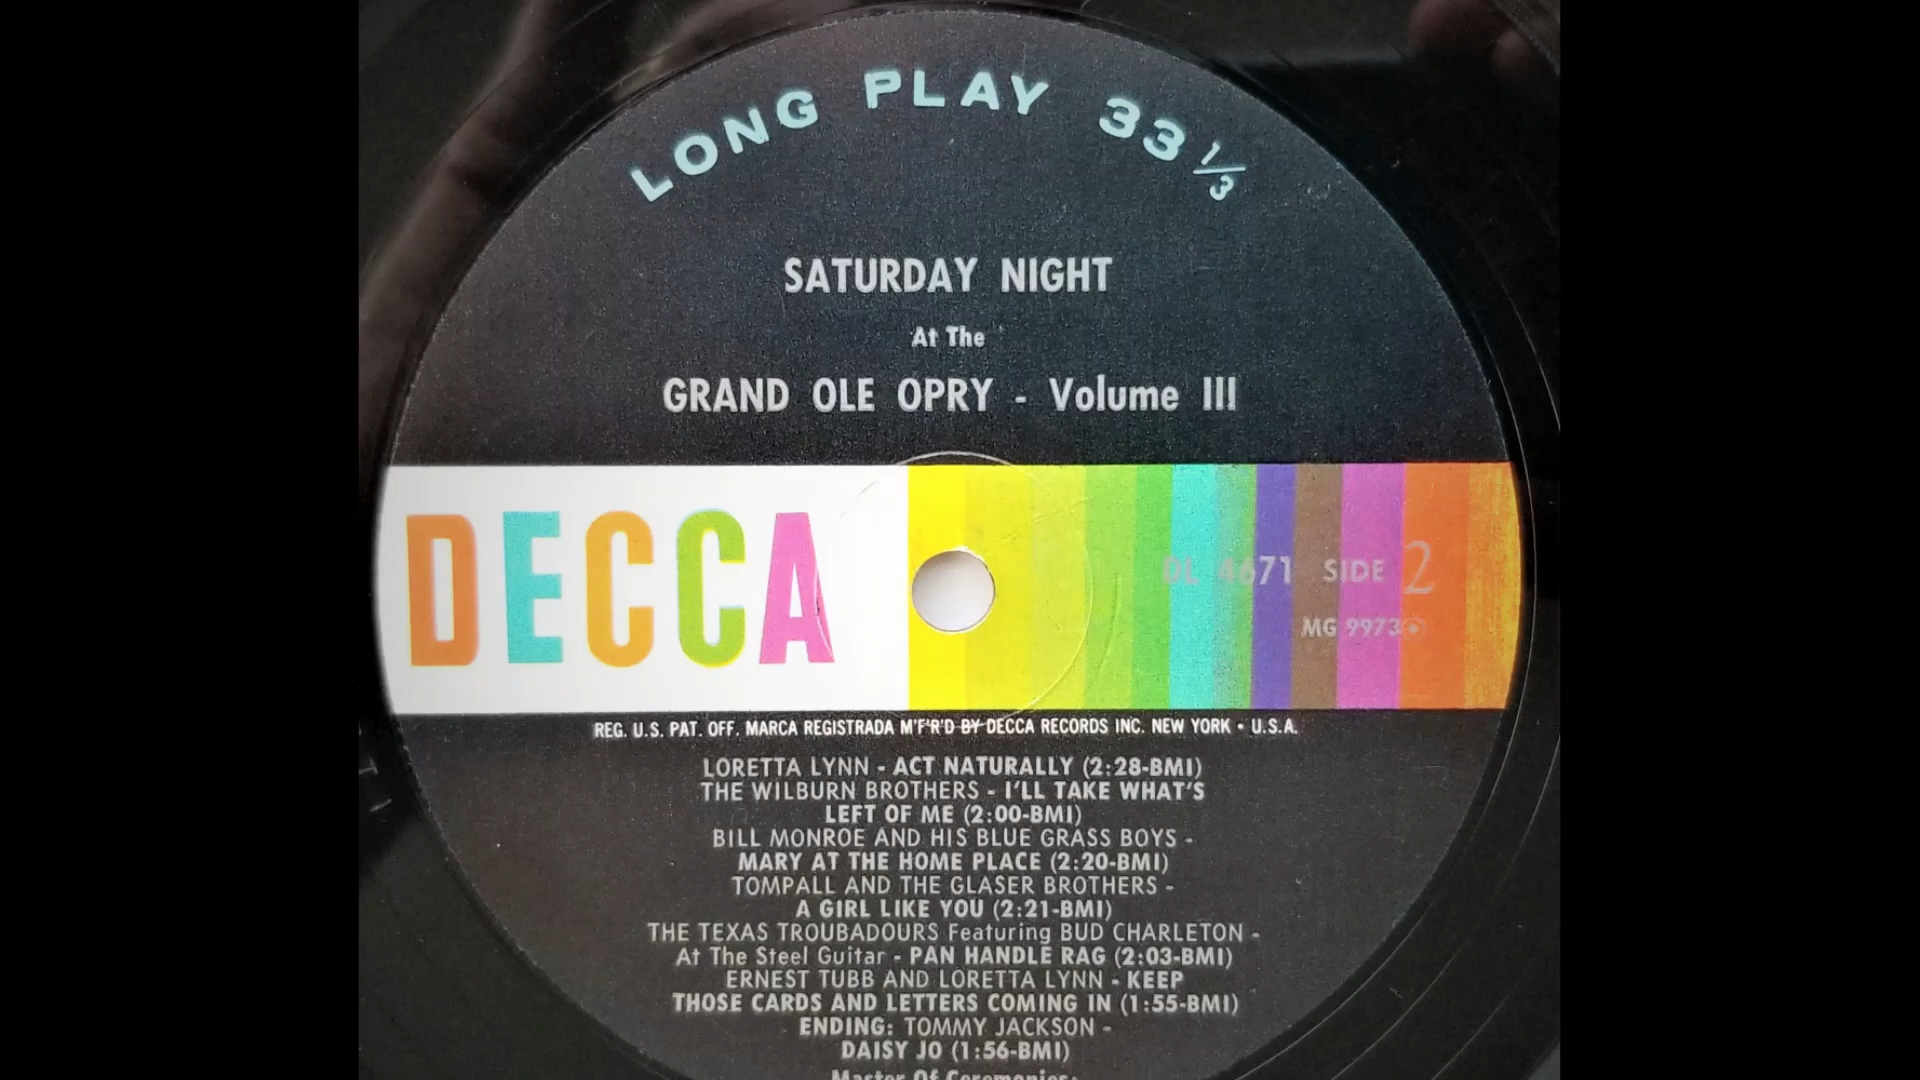 LONG PLAY 33 1/3
SATURDAY NIGHT
At The
GRAND OLE OPRY - Volume III
DECCA
DL 4671 SIDE 2
MG 9973
REG. U.S. PAT. OFF. MARCA REGISTRADA M'F'R'D BY DECCA RECORDS INC. NEW YORK • U.S.A.
LORETTA LYNN - ACT NATURALLY (2:28-BMI)
THE WILBURN BROTHERS - I'LL TAKE WHAT'S
LEFT OF ME (2:00-BMI)
BILL MONROE AND HIS BLUE GRASS BOYS -
MARY AT THE HOME PLACE (2:20-BMI)
TOMPALL AND THE GLASER BROTHERS -
A GIRL LIKE YOU (2:21-BMI)
THE TEXAS TROUBADOURS Featuring BUD CHARLETON -
At The Steel Guitar - PAN HANDLE RAG (2:03-BMI)
ERNEST TUBB AND LORETTA LYNN - KEEP
THOSE CARDS AND LETTERS COMING IN (1:55-BMI)
ENDING: TOMMY JACKSON -
DAISY JO (1:56-BMI)
Master Of Ceremonies: